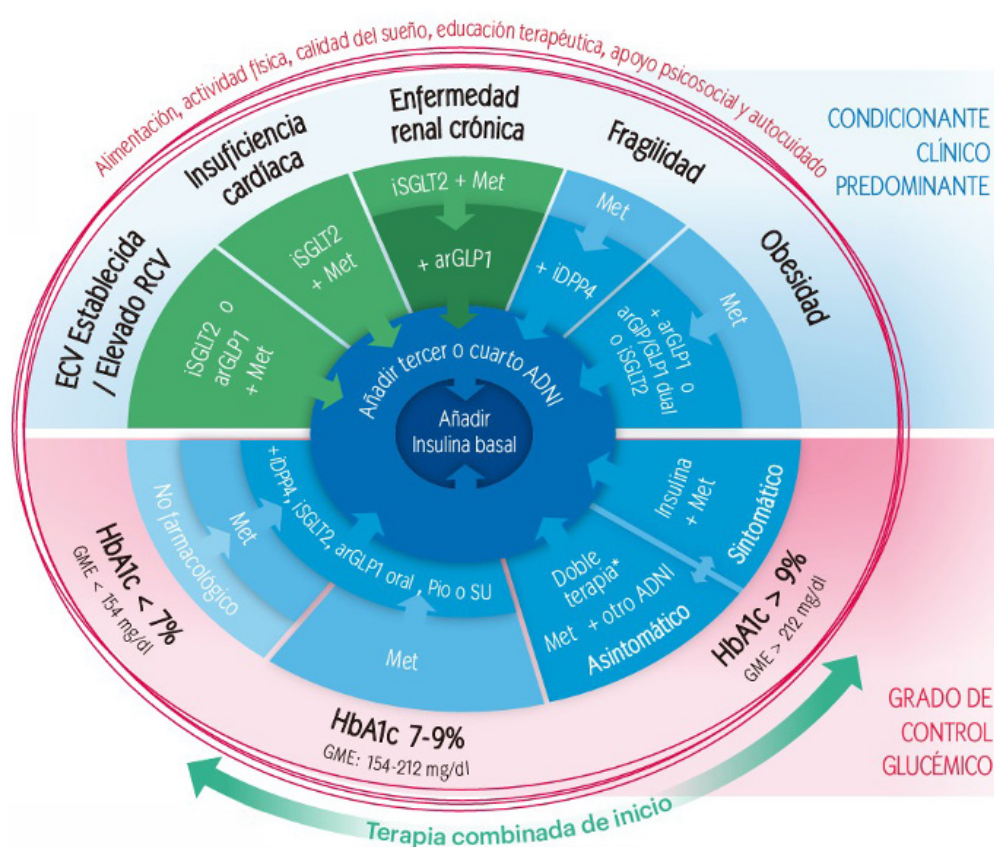 Alimentación, actividad física, calidad del sueño, educación terapéutica, apoyo psicosocial y autocuidado
CONDICIONANTE
CLÍNICO
PREDOMINANTE
ECV Establecida
/ Elevado RCV
Insuficiencia
cardíaca
Enfermedad
renal crónica
Fragilidad
Obesidad
iSGLT2 o
arGLP1
+ Met
iSGLT2
+ Met
iSGLT2 + Met
+ arGLP1
Met
+ iDPP4
Met
+ arGLP1 o
arGIP/GLP1 dual
o iSGLT2
Añadir tercer o cuarto ADNI
Añadir
Insulina basal
No farmacológico
Met
+iDPP4, iSGLT2, arGLP1 oral , Pio o SU
Met
Doble
terapia*
Met + otro ADNI
Asintomático
Insulina
+ Met
Sintomático
HbA1c < 7%
GME < 154 mg/dl
HbA1c 7-9%
GME: 154-212 mg/dl
HbA1c > 9%
GME > 212 mg/dl
GRADO DE
CONTROL
GLUCÉMICO
Terapia combinada de inicio